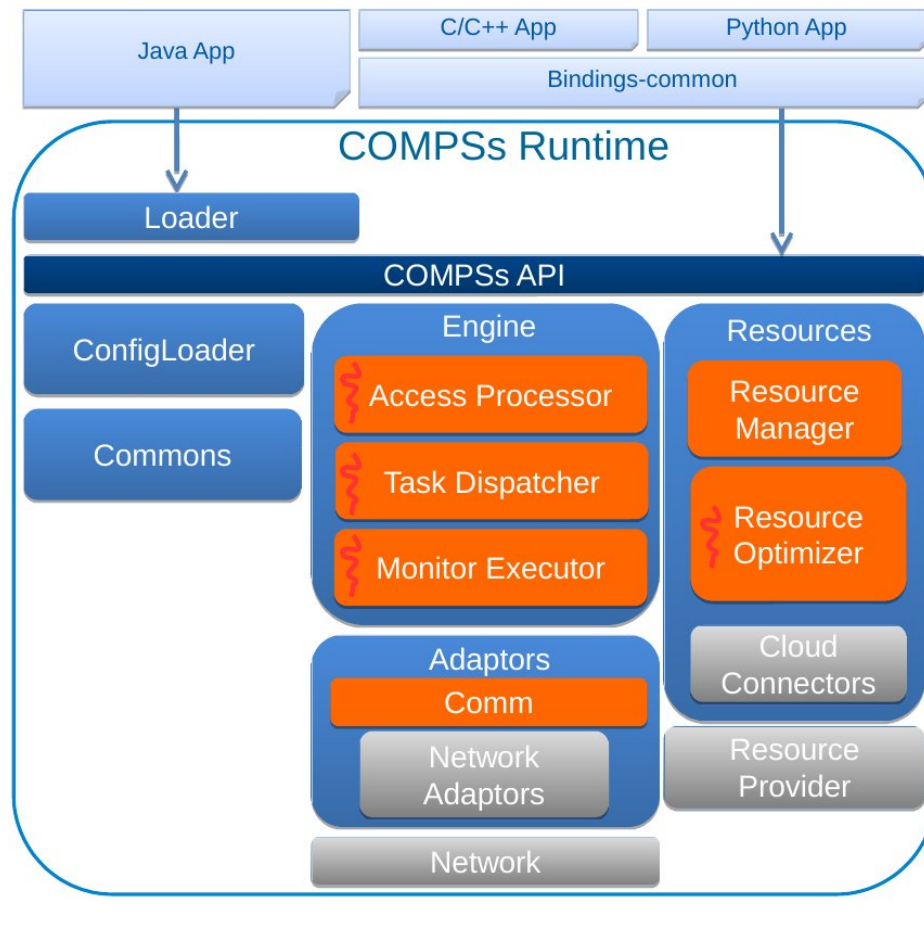 Java App
C/C++ App
Python App
Bindings-common
COMPSs Runtime
Loader
COMPSs API
ConfigLoader
Commons
Engine
Access Processor
Task Dispatcher
Monitor Executor
Resources
Resource
Manager
Resource
Optimizer
Cloud
Connectors
Adaptors
Comm
Network
Adaptors
Resource
Provider
Network